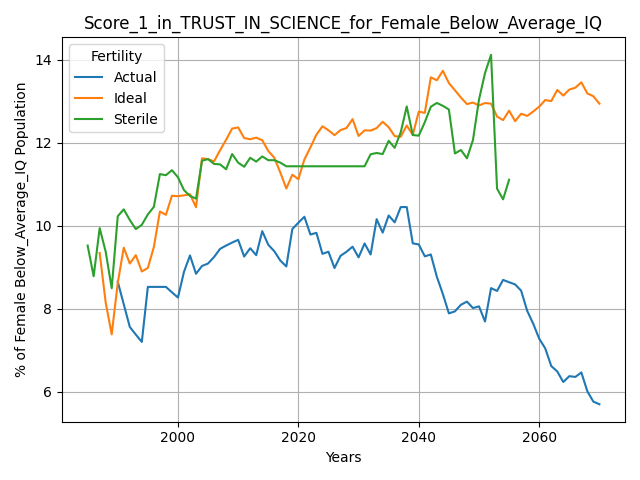 Score_1_in_TRUST_IN_SCIENCE_for_Female_Below_Average_IQ
Fertility
Actual
Ideal
Sterile
% of Female Below_Average_IQ Population
14
12
10
8
6
2000 2020 2040 2060
Years